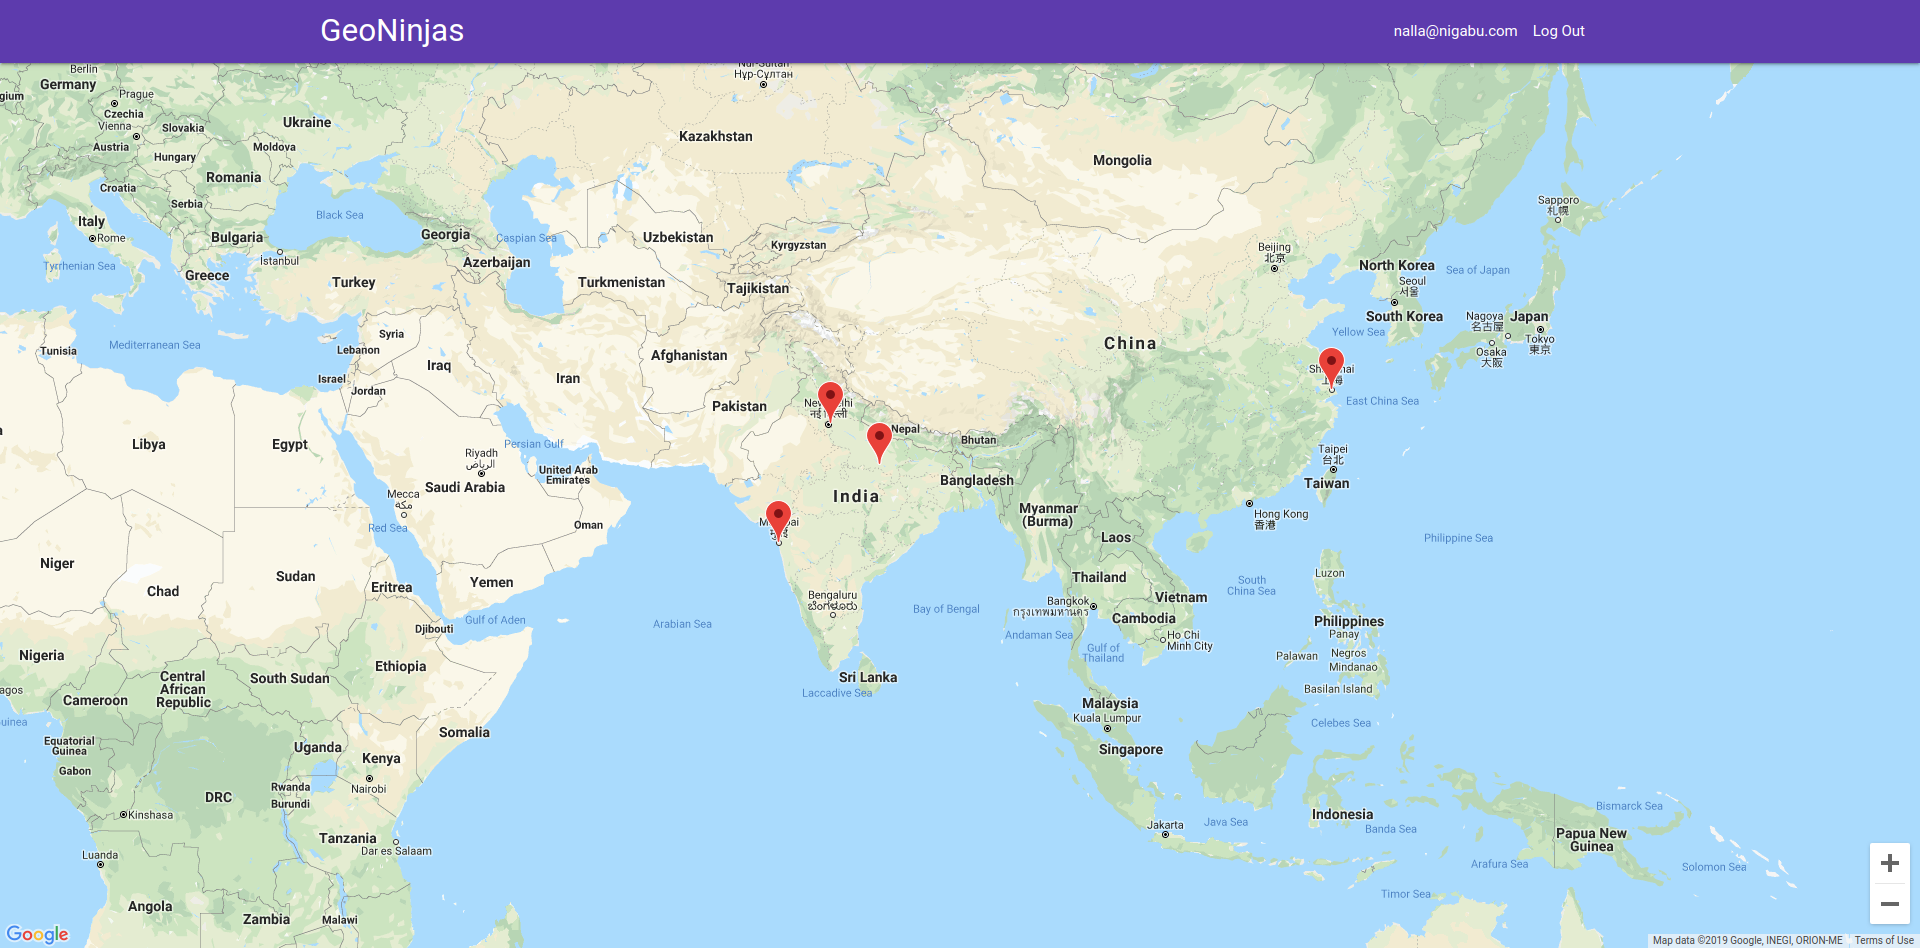 GeoNinjas
nalla@nigabu.com
Log Out
Berlin
Germany
gium
Prague
Czechia
Vienna
Slovakia
Austria
Hungary
Ukraine
Moldova
Croatia
Romania
Serbia
Italy
Rome
Bulgaria
Black Sea
Georgia
Caspian Sea
Azerbaijan
İstanbul
Tyrrhenian Sea
Greece
Turkey
Nur-Sultan
Нұр-Сұлтан
Kazakhstan
Mongolia
Uzbekistan
Kyrgyzstan
Turkmenistan
Tajikistan
Beijing
北京
Sapporo
札幌
North Korea
Seoul
서울
South Korea
Sea of Japan
Yellow Sea
Nagoya
名古屋
Japan
Tokyo
東京
Osaka
大阪
Tunisia
Mediterranean Sea
Syria
Lebanon
Iraq
Israel
Jordan
Iran
Afghanistan
Pakistan
China
East China Sea
Nepal
Bhutan
Libya
Egypt
Riyadh
الرياض
Persian Gulf
United Arab
Emirates
Saudi Arabia
Mecca
مكة
Red Sea
Oman
India
Bangladesh
Myanmar
(Burma)
Taipei
台北
Taiwan
Hong Kong
香港
Laos
Philippine Sea
Niger
Chad
Sudan
Eritrea
Yemen
Gulf of Aden
Djibouti
Arabian Sea
Bengaluru
ಬೆಂಗಳೂರು
Bay of Bengal
Thailand
Bangkok
กรุงเทพมหานคร
Vietnam
Cambodia
Andaman Sea
Gulf of
Thailand
Ho Chi
Minh City
South
China Sea
Luzon
Philippines
Panay
Negros
Palawan
Mindanao
Basilan Island
Nigeria
agos
Central
African
Republic
South Sudan
Ethiopia
Cameroon
uinea
Sri Lanka
Laccadive Sea
Malaysia
Kuala Lumpur
Singapore
Celebes Sea
Somalia
Equatorial
Guinea
Gabon
Uganda
Kenya
Nairobi
Rwanda
Burundi
DRC
Kinshasa
Tanzania
Dar es Salaam
Luanda
Angola
Zambia
Malawi
Jakarta
Java Sea
Indonesia
Banda Sea
Bismarck Sea
Papua New
Guinea
Arafura Sea
Solomon Sea
Timor Sea
Google
Map data ©2019 Google, INEGI, ORION-ME
Terms of Use